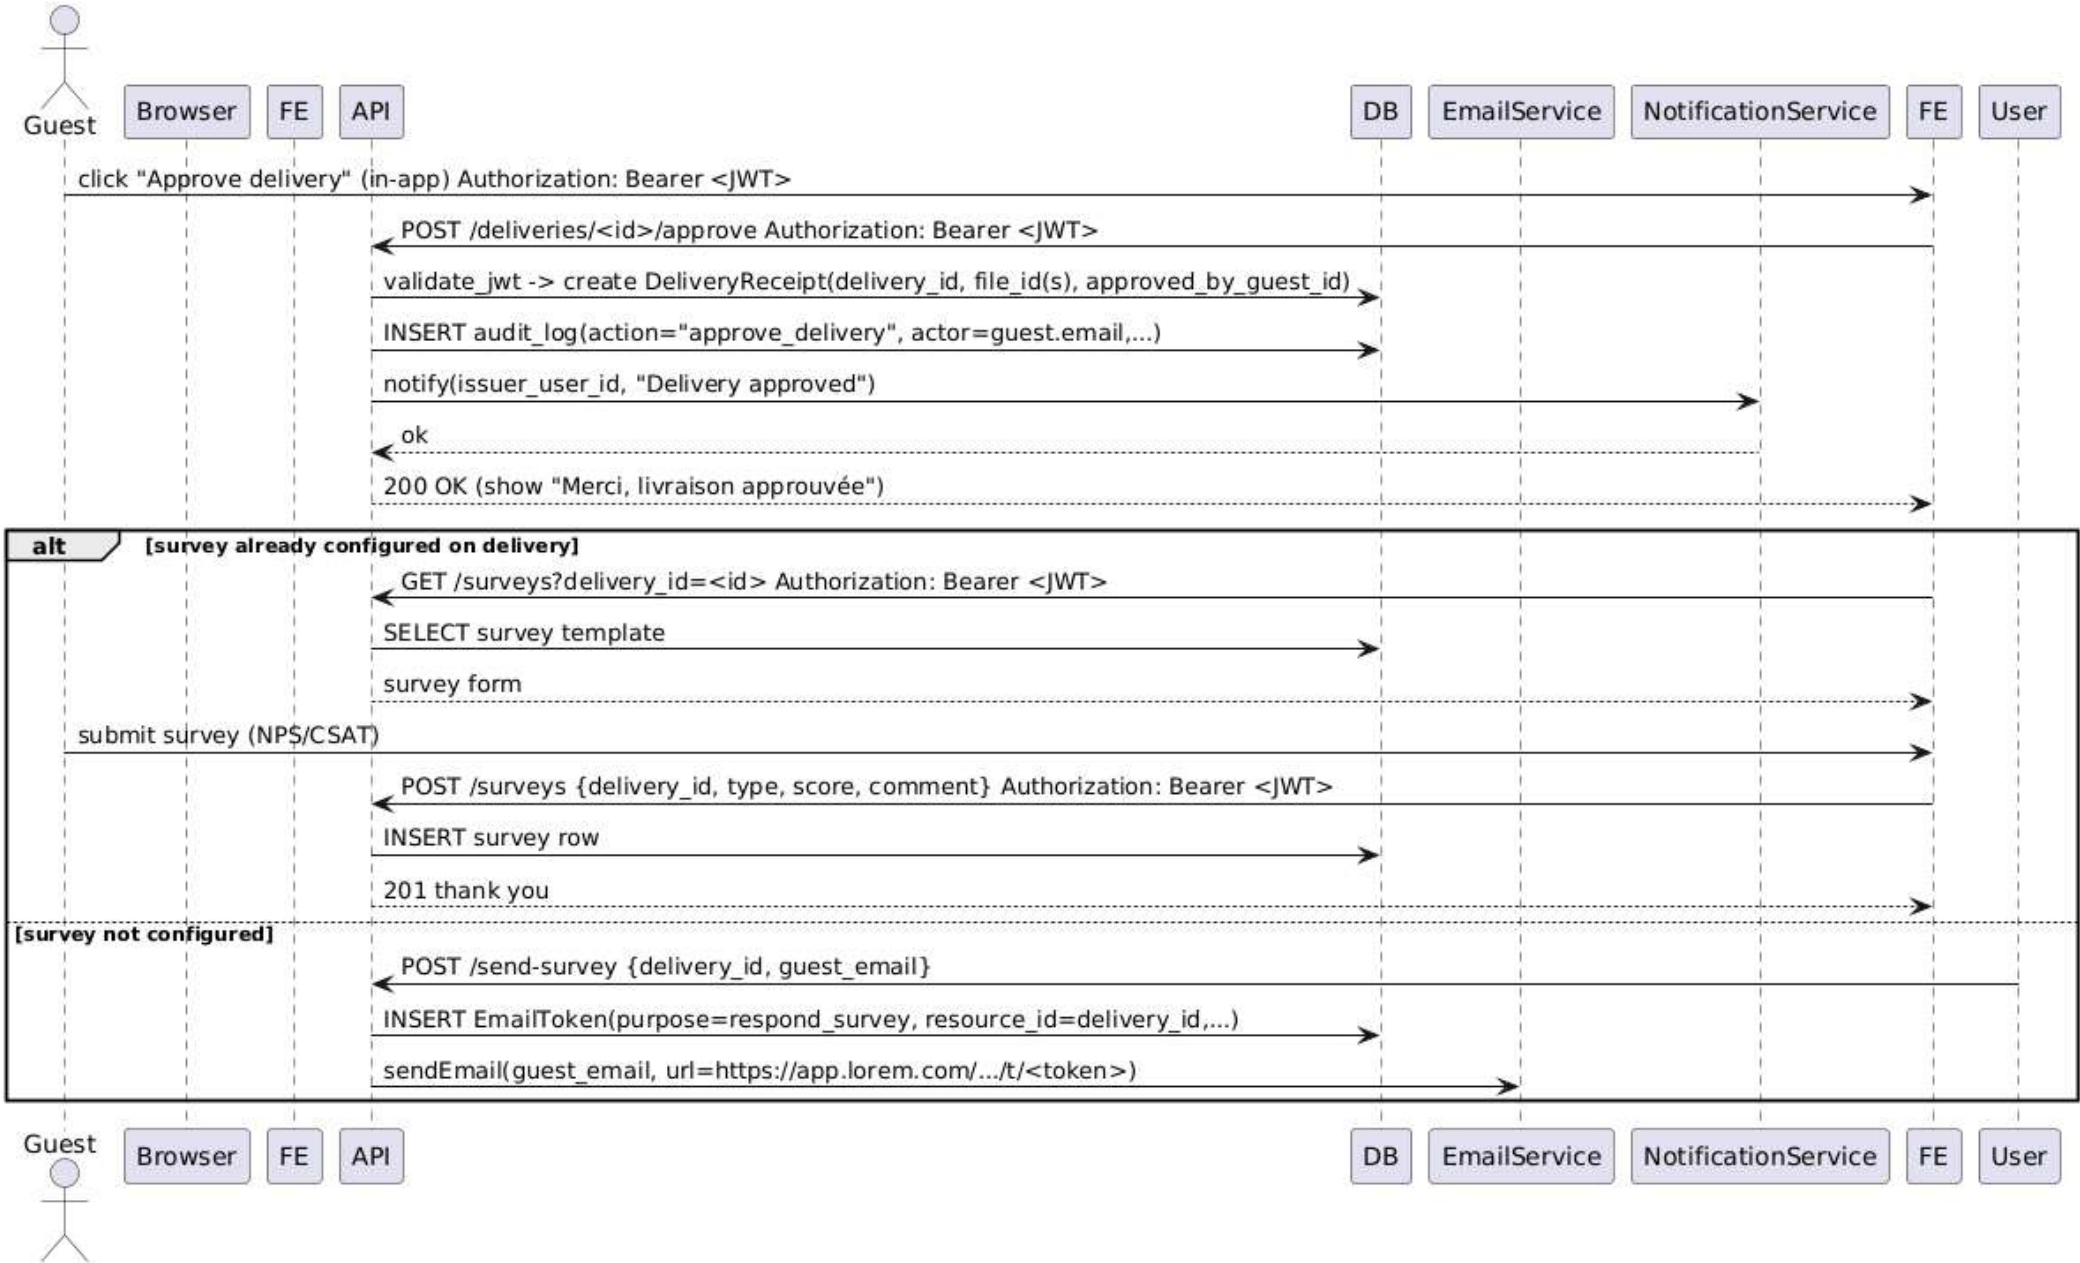 Guest
Browser
FE
API
DB
EmailService
NotificationService
FE
User
click "Approve delivery" (in-app) Authorization: Bearer <JWT>
POST /deliveries/<id>/approve Authorization: Bearer <JWT>
validate_jwt -> create DeliveryReceipt(delivery_id, file_id(s), approved_by_guest_id)
INSERT audit_log(action="approve_delivery", actor=guest.email,...)
notify(issuer_user_id, "Delivery approved")
ok
200 OK (show "Merci, livraison approuvée")
alt [survey already configured on delivery]
GET /surveys?delivery_id=<id> Authorization: Bearer <JWT>
SELECT survey template
survey form
submit survey (NPS/CSAT)
POST /surveys {delivery_id, type, score, comment} Authorization: Bearer <JWT>
INSERT survey row
201 thank you
[survey not configured]
POST /send-survey {delivery_id, guest_email}
INSERT EmailToken(purpose=respond_survey, resource_id=delivery_id,...)
sendEmail(guest_email, url=https://app.lorem.com/.../t/<token>)
Guest
Browser
FE
API
DB
EmailService
NotificationService
FE
User